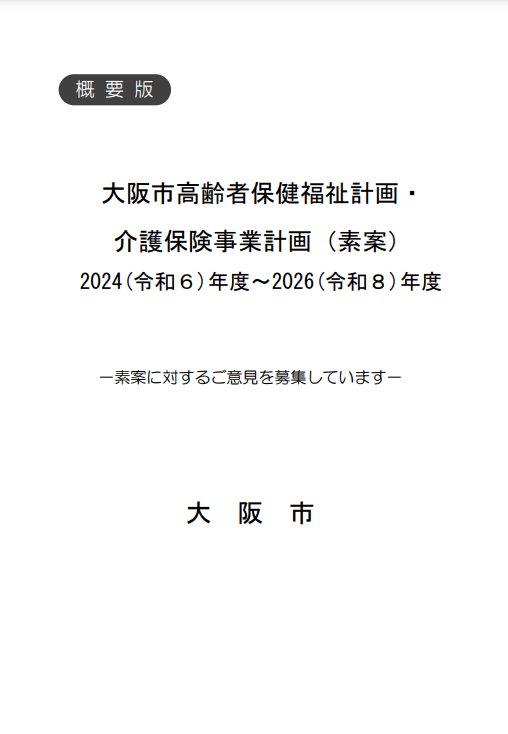 概要版
大阪市高齢者保健福祉計画・
介護保険事業計画（素案）
2024(令和６)年度～2026(令和８)年度
－素案に対するご意見を募集しています－
大　阪　市